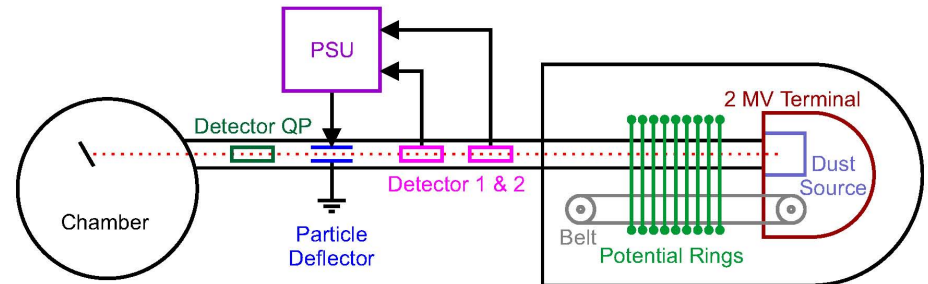 PSU
2 MV Terminal
Detector QP
Dust
Source
Detector 1 & 2
Chamber
Particle
Deflector
Belt
Potential Rings